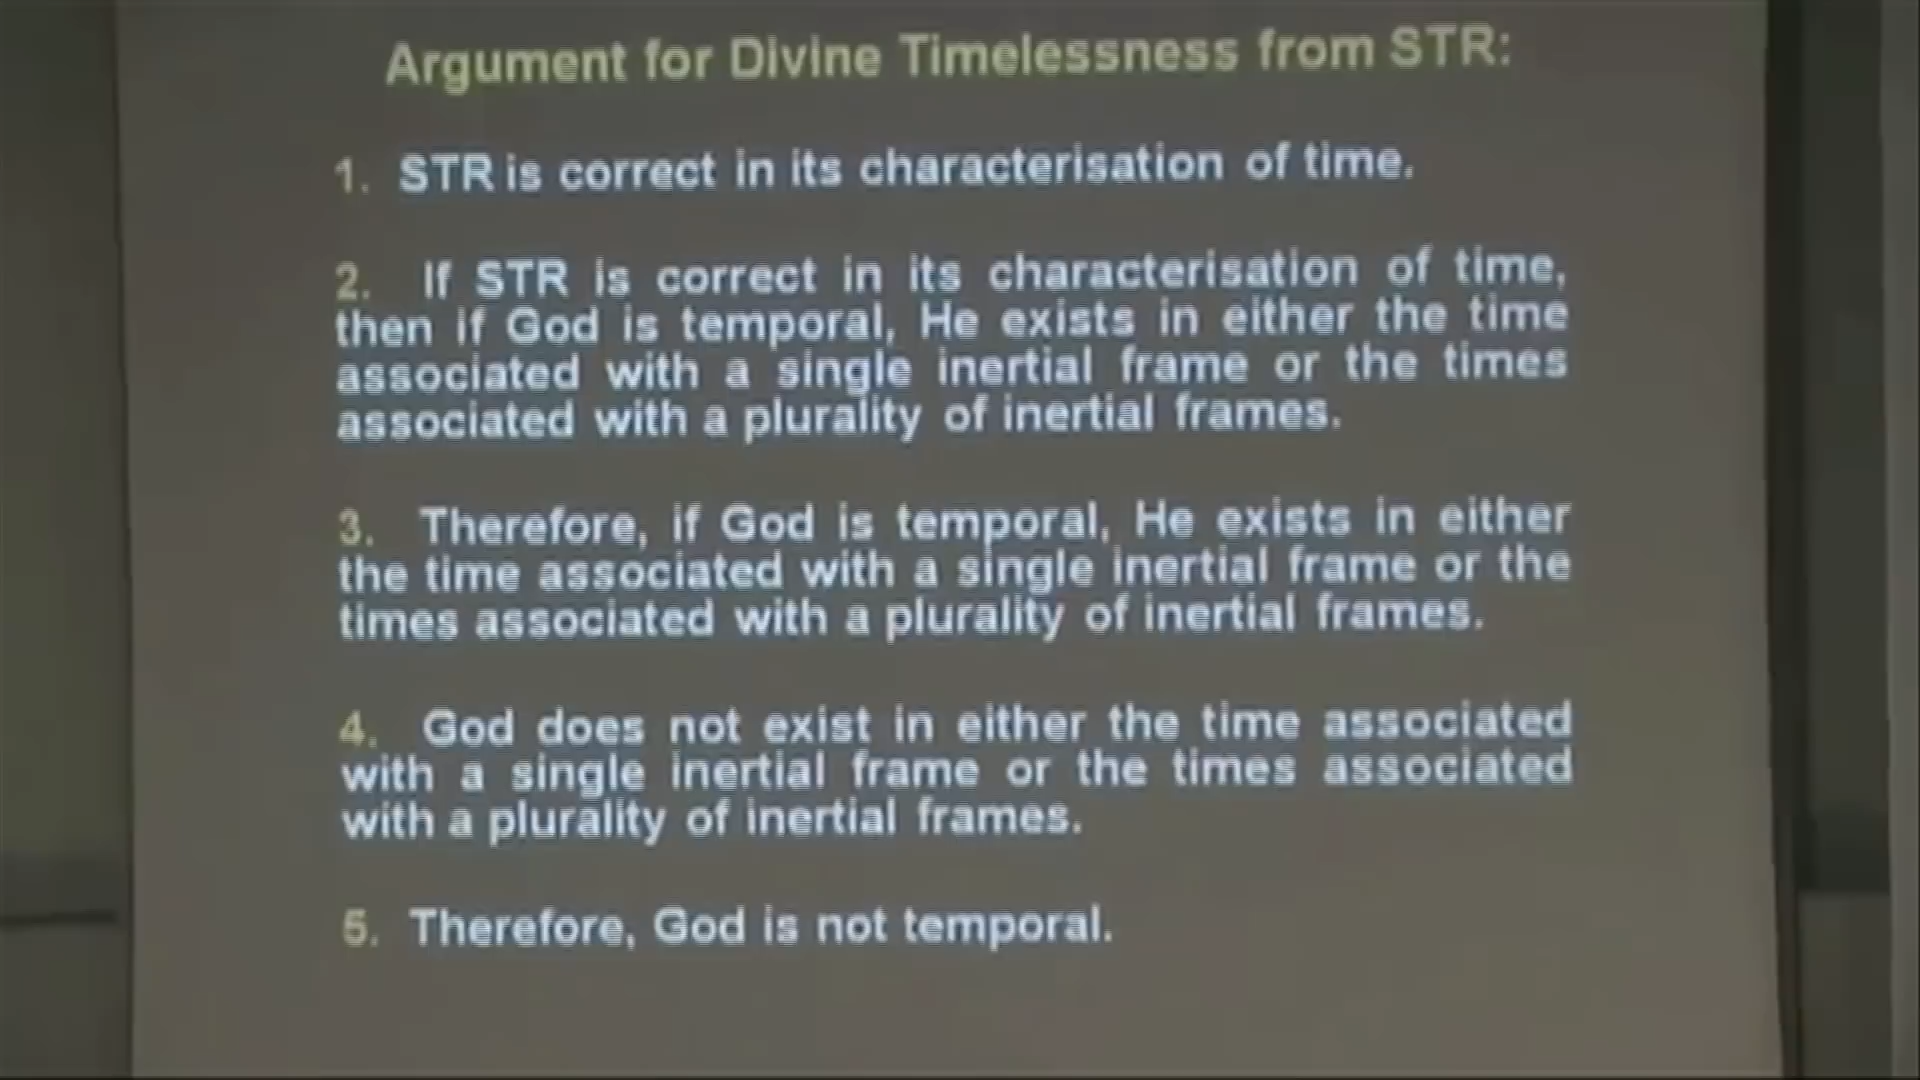 Argument for Divine Timelessness from STR:
1. STR is correct in its characterisation of time.
2. If STR is correct in its characterisation of time,
then if God is temporal, He exists in either the time
associated with a single inertial frame or the times
associated with a plurality of inertial frames.
3. Therefore, if God is temporal, He exists in either
the time associated with a single inertial frame or the
times associated with a plurality of inertial frames.
4. God does not exist in either the time associated
with a single inertial frame or the times associated
with a plurality of inertial frames.
5. Therefore, God is not temporal.